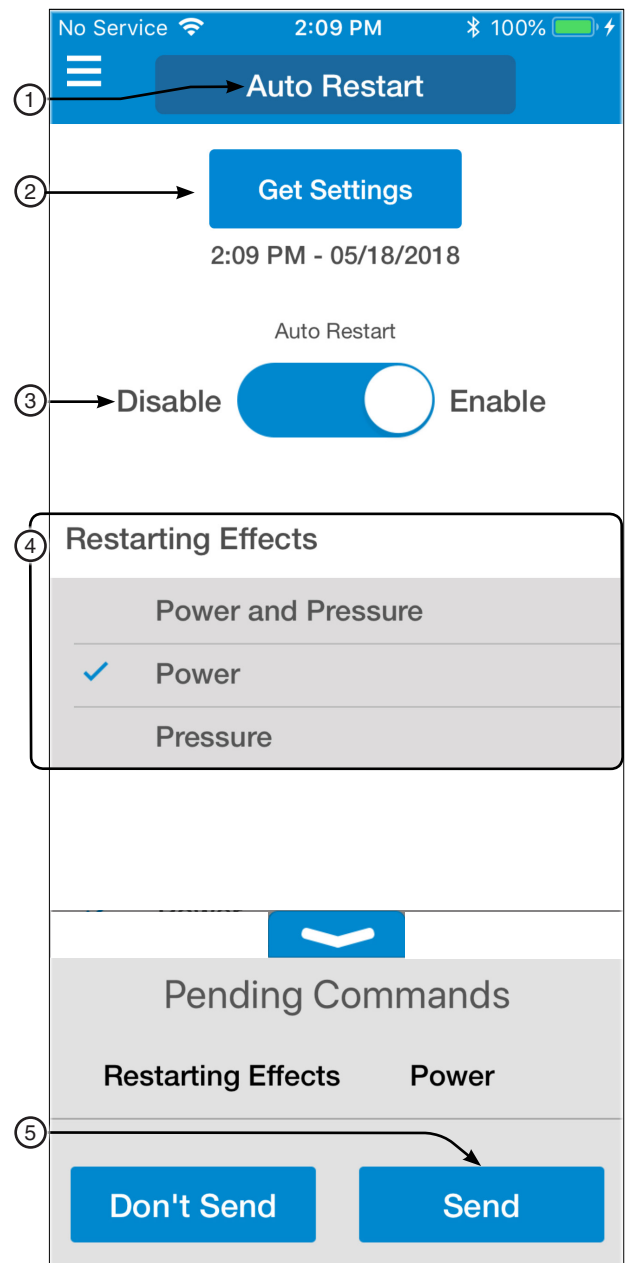 No Service 2:09 PM 100%
1 Auto Restart
2 Get Settings
2:09 PM - 05/18/2018
Auto Restart
3 Disable Enable
4 Restarting Effects
Power and Pressure
Power
Pressure
Pending Commands
Restarting Effects Power
5
Don't Send Send